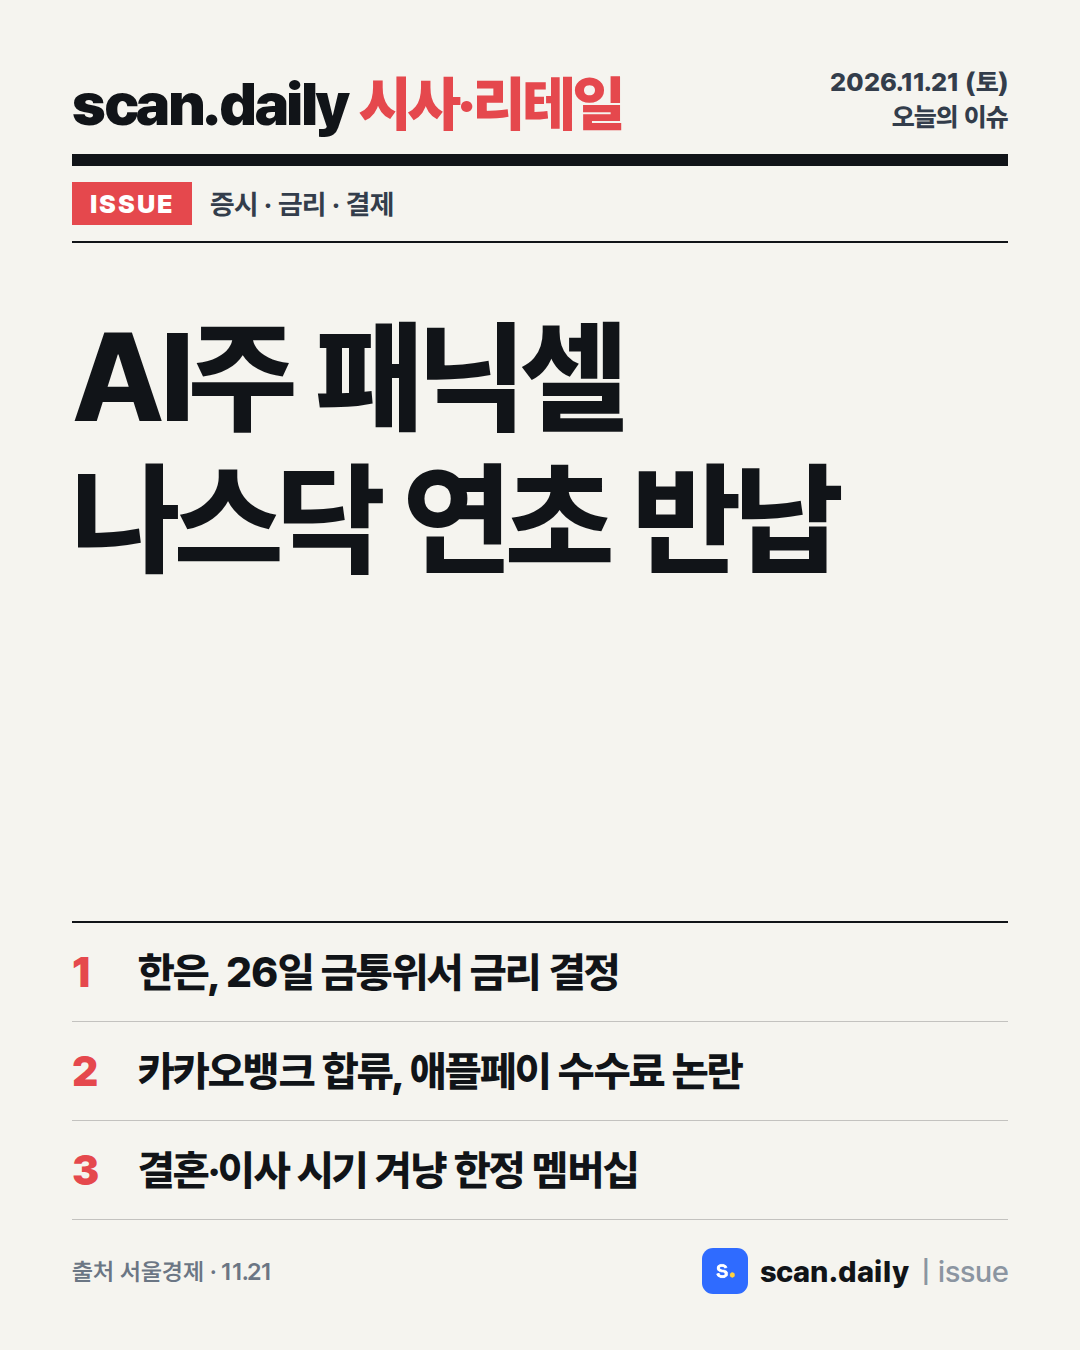 scan.daily 시사·리테일
2026.11.21 (토)
오늘의 이슈
ISSUE 증시 · 금리 · 결제
AI주 패닉셀
나스닥 연초 반납
1 한은, 26일 금통위서 금리 결정
2 카카오뱅크 합류, 애플페이 수수료 논란
3 결혼·이사 시기 겨냥 한정 멤버십
출처 서울경제 · 11.21
s. scan.daily | issue